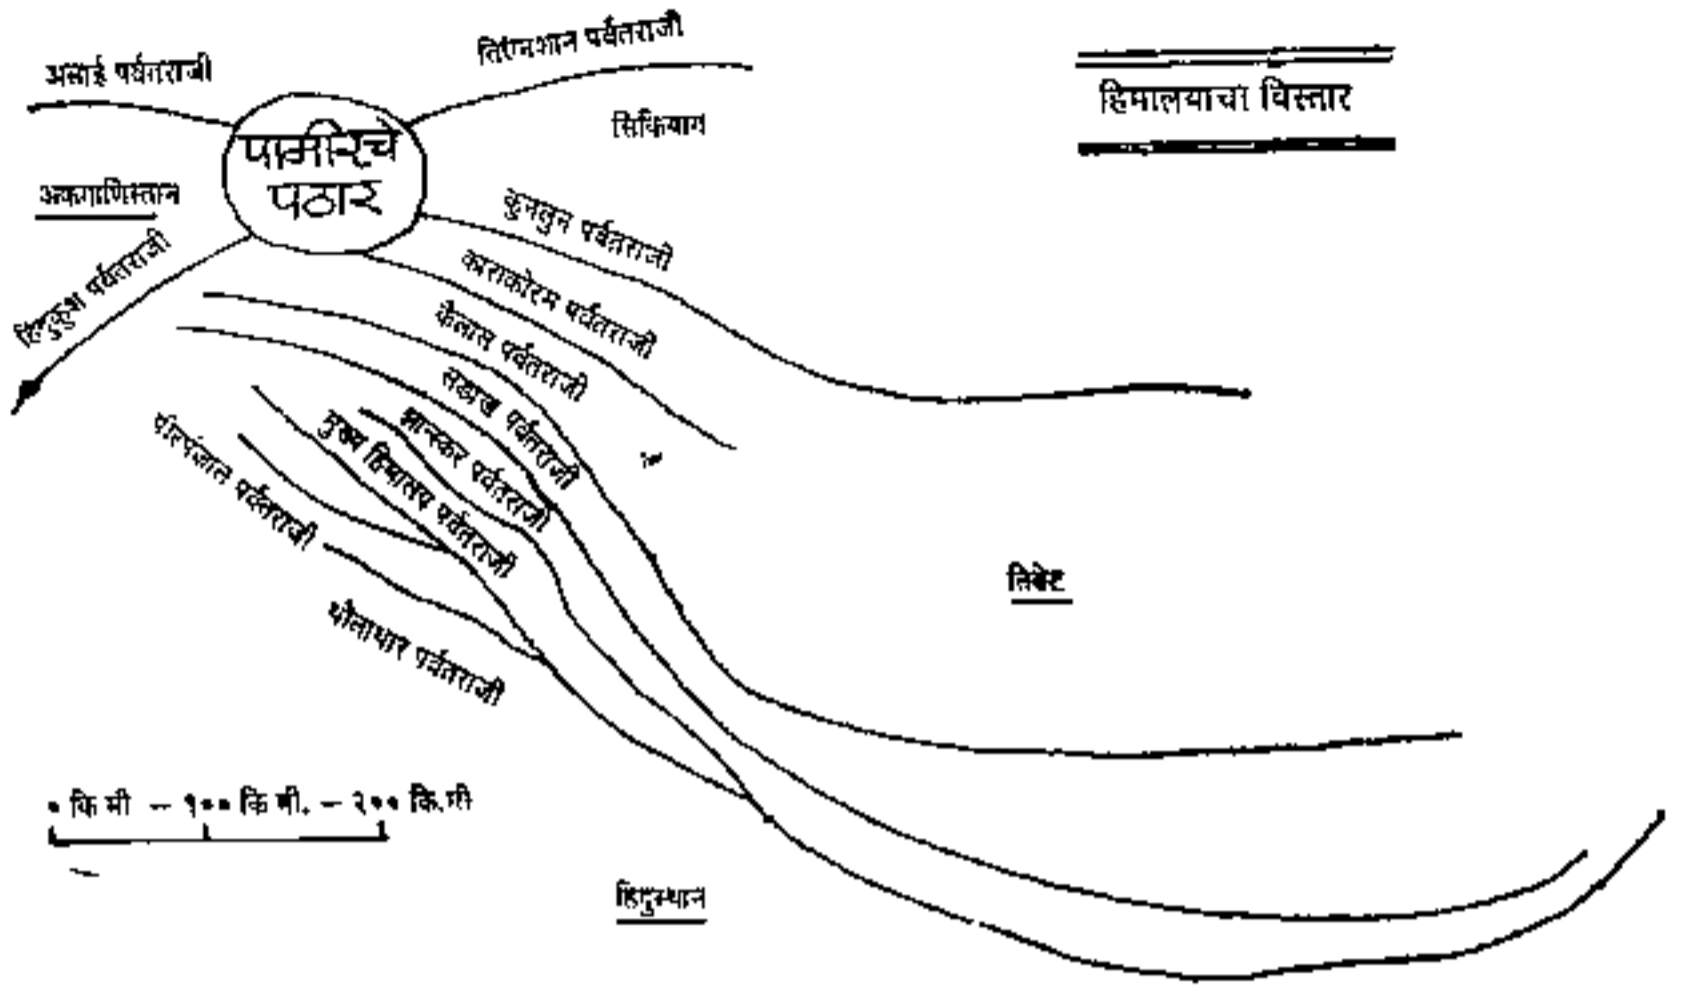 तिएनशान पर्वतराजी
अलाई पर्वतराजी
हिमालयाचा विस्तार
सिकियांग
पामीरचे
पठार
अफगाणिस्तान
कुनलुन पर्वतराजी
हिंदुकुश पर्वतराजी
काराकोरम पर्वतराजी
कैलास पर्वतराजी
लडाख पर्वतराजी
झान्स्कर पर्वतराजी
मुख्य हिमालय पर्वतराजी
पीरपंजाल पर्वतराजी
तिबेट
धौलाधार पर्वतराजी
० कि मी – १०० कि मी. – २०० कि.मी
हिंदुस्थान